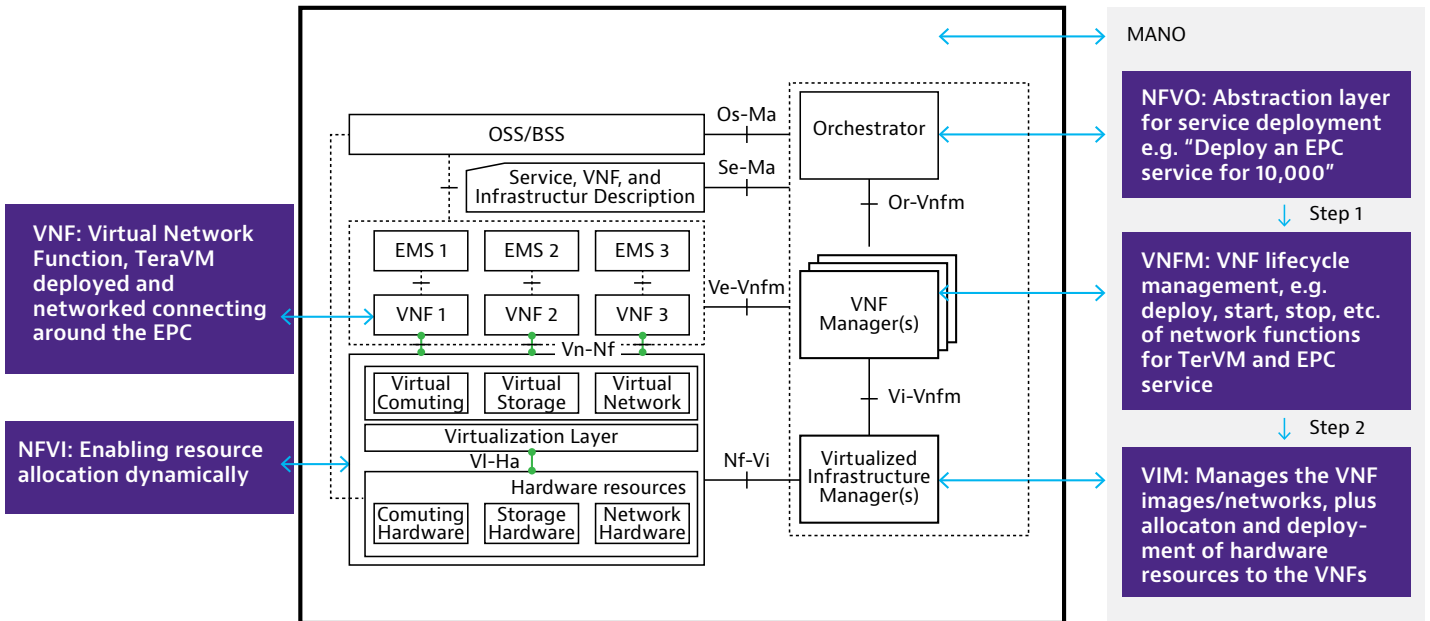 MANO
NFVO: Abstraction layer
for service deployment
e.g. “Deploy an EPC
service for 10,000”
Step 1
VNFM: VNF lifecycle
management, e.g.
deploy, start, stop, etc.
of network functions
for TerVM and EPC
service
Step 2
VIM: Manages the VNF
images/networks, plus
allocaton and deploy-
ment of hardware
resources to the VNFs
VNF: Virtual Network
Function, TeraVM
deployed and
networked connecting
around the EPC
NFVI: Enabling resource
allocation dynamically
OSS/BSS
Os-Ma
Orchestrator
Se-Ma
Service, VNF, and
Infrastructur Description
Or-Vnfm
EMS 1
EMS 2
EMS 3
Ve-Vnfm
VNF 1
VNF 2
VNF 3
VNF
Manager(s)
Vn-Nf
Virtual
Comuting
Virtual
Storage
Virtual
Network
Vi-Vnfm
Virtualization Layer
Vl-Ha
Nf-Vi
Virtualized
Infrastructure
Manager(s)
Hardware resources
Comuting
Hardware
Storage
Hardware
Network
Hardware